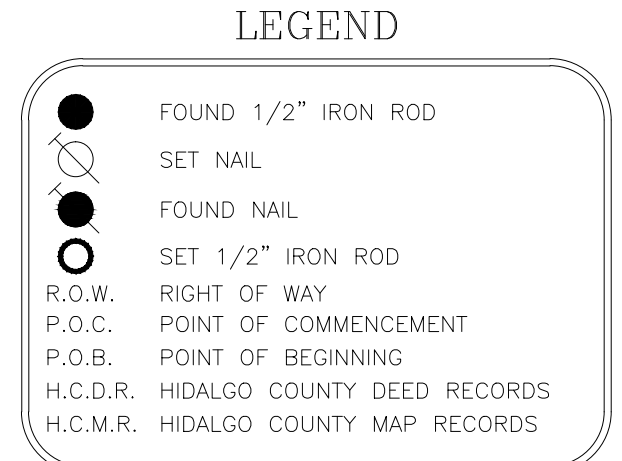 LEGEND
FOUND 1/2" IRON ROD
SET NAIL
FOUND NAIL
SET 1/2" IRON ROD
R.O.W. RIGHT OF WAY
P.O.C. POINT OF COMMENCEMENT
P.O.B. POINT OF BEGINNING
H.C.D.R. HIDALGO COUNTY DEED RECORDS
H.C.M.R. HIDALGO COUNTY MAP RECORDS